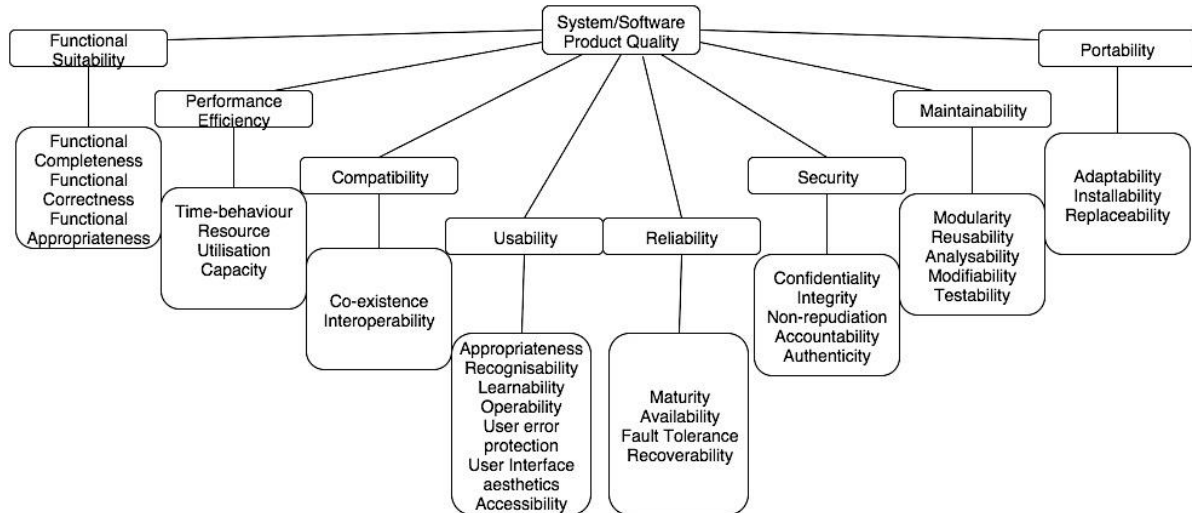 System/Software
Product Quality
Functional
Suitability
Functional
Completeness
Functional
Correctness
Functional
Appropriateness
Performance
Efficiency
Time-behaviour
Resource
Utilisation
Capacity
Compatibility
Co-existence
Interoperability
Usability
Appropriateness
Recognisability
Learnability
Operability
User error
protection
User Interface
aesthetics
Accessibility
Reliability
Maturity
Availability
Fault Tolerance
Recoverability
Security
Confidentiality
Integrity
Non-repudiation
Accountability
Authenticity
Maintainability
Modularity
Reusability
Analysability
Modifiability
Testability
Portability
Adaptability
Installability
Replaceability